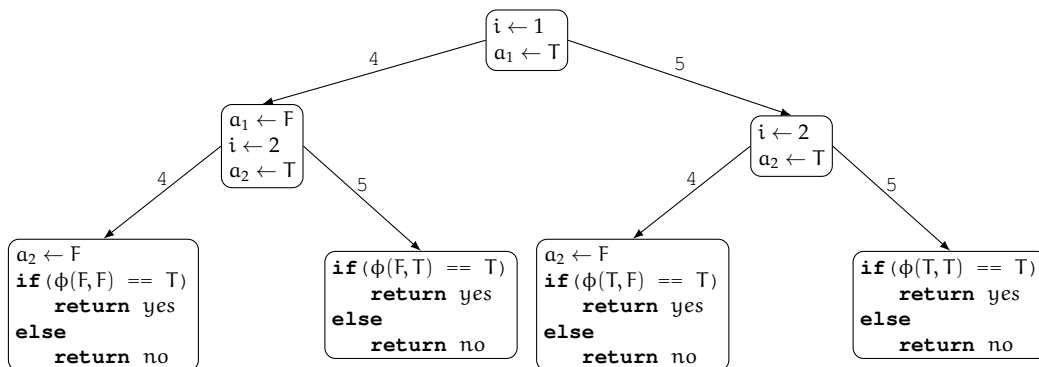 i ← 1
a₁ ← T
4
5
a₁ ← F
i ← 2
a₂ ← T
i ← 2
a₂ ← T
4
5
4
5
a₂ ← F
if(ϕ(F, F) == T)
return yes
else
return no
if(ϕ(F, T) == T)
return yes
else
return no
a₂ ← F
if(ϕ(T, F) == T)
return yes
else
return no
if(ϕ(T, T) == T)
return yes
else
return no